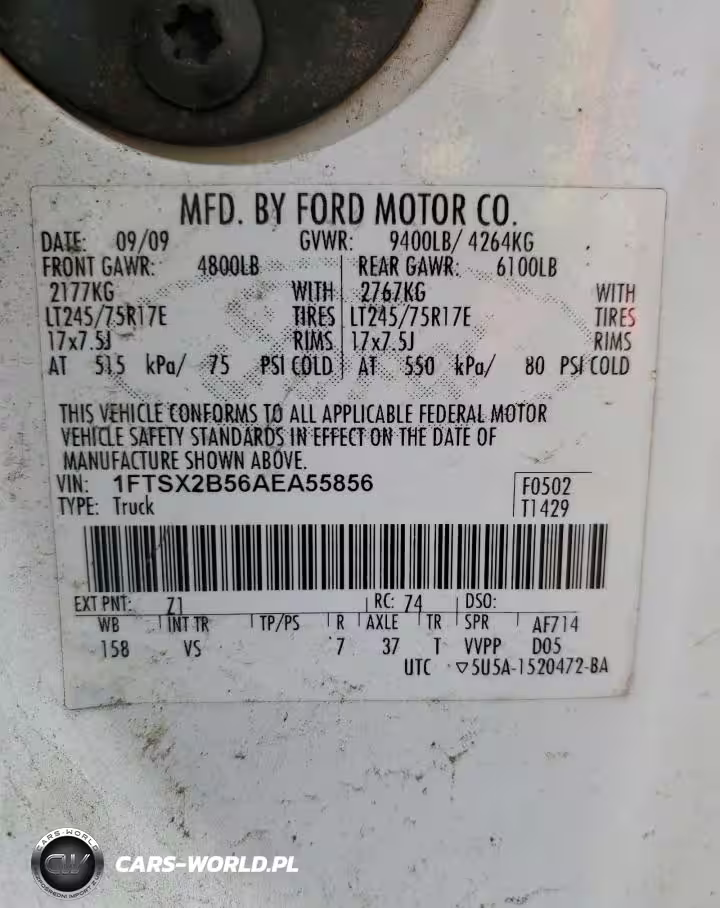 MFD. BY FORD MOTOR CO.
DATE: 09/09 GVWR: 9400LB/ 4264KG
FRONT GAWR: 4800LB REAR GAWR: 6100LB
2177KG WITH 2767KG WITH
LT245/75R17E TIRES LT245/75R17E TIRES
17x7.5J RIMS 17x7.5J RIMS
AT 515 kPa/ 75 PSI COLD AT 550 kPa/ 80 PSI COLD
THIS VEHICLE CONFORMS TO ALL APPLICABLE FEDERAL MOTOR
VEHICLE SAFETY STANDARDS IN EFFECT ON THE DATE OF
MANUFACTURE SHOWN ABOVE.
VIN: 1FTSX2B56AEA55856 F0502
TYPE: Truck T1429
EXT PNT: Z1 RC: 74 DSO:
WB INT TR TP/PS R AXLE TR SPR AF714
158 VS 7 37 T VVPP D05
UTC ▽5U5A-1520472-BA
CARS-WORLD
CW
CARS-WORLD.PL